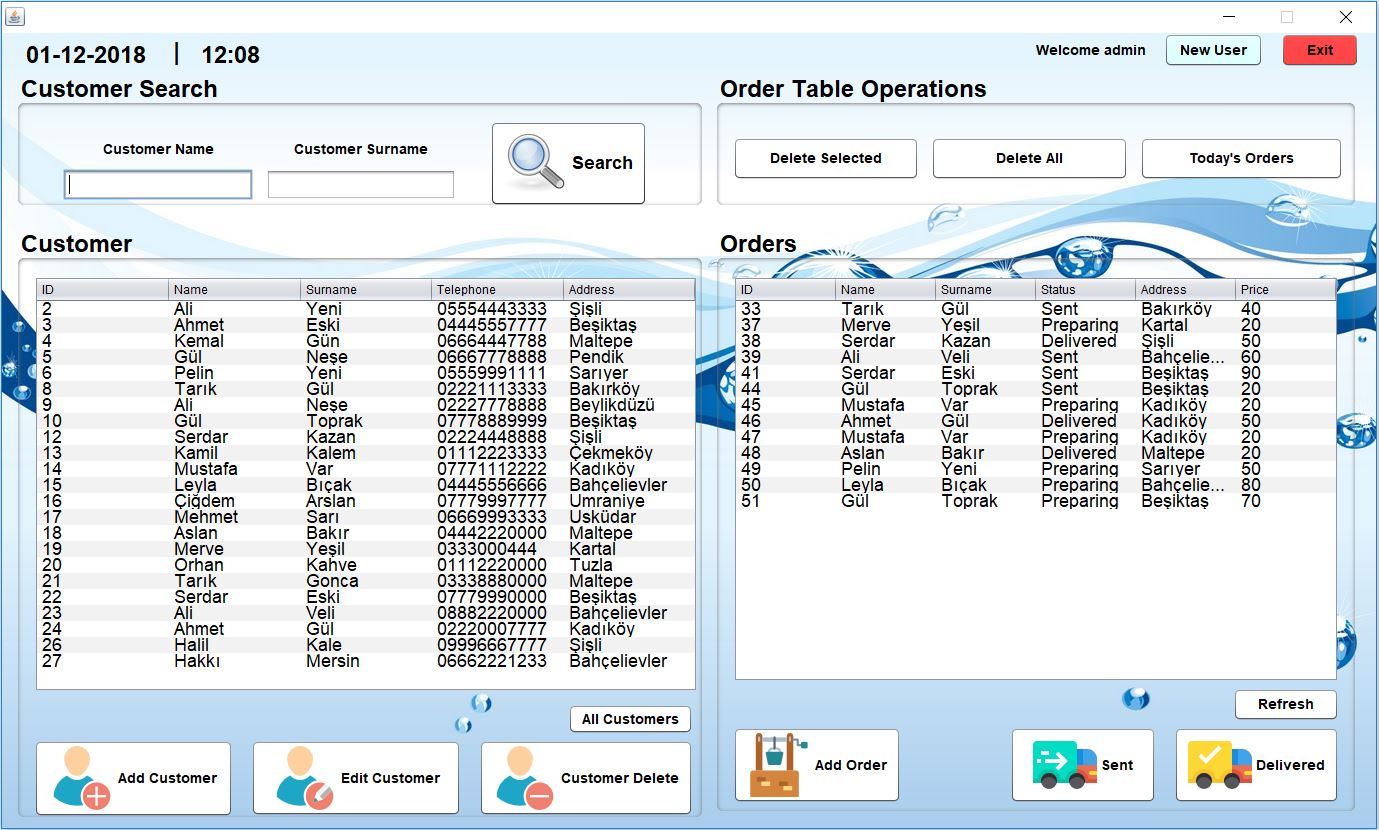 01-12-2018 | 12:08
Welcome admin
New User
Exit
Customer Search
Customer Name
Customer Surname
Search
Order Table Operations
Delete Selected
Delete All
Today's Orders
Customer
ID Name Surname Telephone Address
2 Ali Yeni 05554443333 Şişli
3 Ahmet Eski 04445557777 Beşiktaş
4 Kemal Gün 06664447788 Maltepe
5 Gül Neşe 06667778888 Pendik
6 Pelin Yeni 05559991111 Sarıyer
8 Tarık Gül 02221113333 Bakırköy
9 Ali Neşe 02227778888 Beylikdüzü
10 Gül Toprak 07778889999 Beşiktaş
12 Serdar Kazan 02224448888 Şişli
13 Kamil Kalem 01112223333 Çekmeköy
14 Mustafa Var 07771112222 Kadıköy
15 Leyla Bıçak 04445556666 Bahçelievler
16 Çiğdem Arslan 07779997777 Umraniye
17 Mehmet Sarı 06669993333 Usküdar
18 Aslan Bakır 04442220000 Maltepe
19 Merve Yeşil 0333000444 Kartal
20 Orhan Kahve 01112220000 Tuzla
21 Tarık Gonca 03338880000 Maltepe
22 Serdar Eski 07779990000 Beşiktaş
23 Ali Veli 08882220000 Bahçelievler
24 Ahmet Gül 02220007777 Kadıköy
26 Halil Kale 09996667777 Şişli
27 Hakkı Mersin 06662221233 Bahçelievler
All Customers
Add Customer
Edit Customer
Customer Delete
Orders
ID Name Surname Status Address Price
33 Tarık Gül Sent Bakırköy 40
37 Merve Yeşil Preparing Kartal 20
38 Serdar Kazan Delivered Şişli 50
39 Ali Veli Sent Bahçelie... 60
41 Serdar Eski Sent Beşiktaş 90
44 Gül Toprak Sent Beşiktaş 20
45 Mustafa Var Preparing Kadıköy 20
46 Ahmet Gül Delivered Kadıköy 50
47 Mustafa Var Preparing Kadıköy 20
48 Aslan Bakır Delivered Maltepe 20
49 Pelin Yeni Preparing Sarıyer 50
50 Leyla Bıçak Preparing Bahçelie... 80
51 Gül Toprak Preparing Beşiktaş 70
Refresh
Add Order
Sent
Delivered